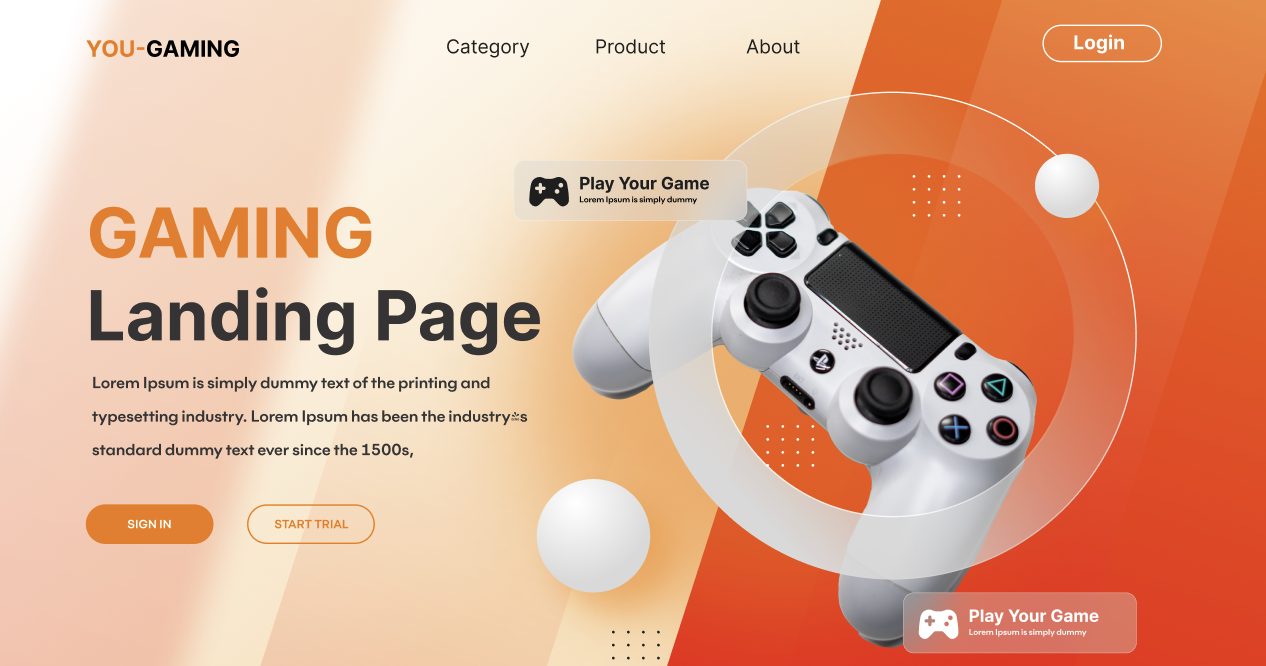 YOU-GAMING
Category
Product
About
Login
Play Your Game
Lorem Ipsum is simply dummy
GAMING
Landing Page
Lorem Ipsum is simply dummy text of the printing and
typesetting industry. Lorem Ipsum has been the industry s
standard dummy text ever since the 1500s,
SIGN IN
START TRIAL
Play Your Game
Lorem Ipsum is simply dummy